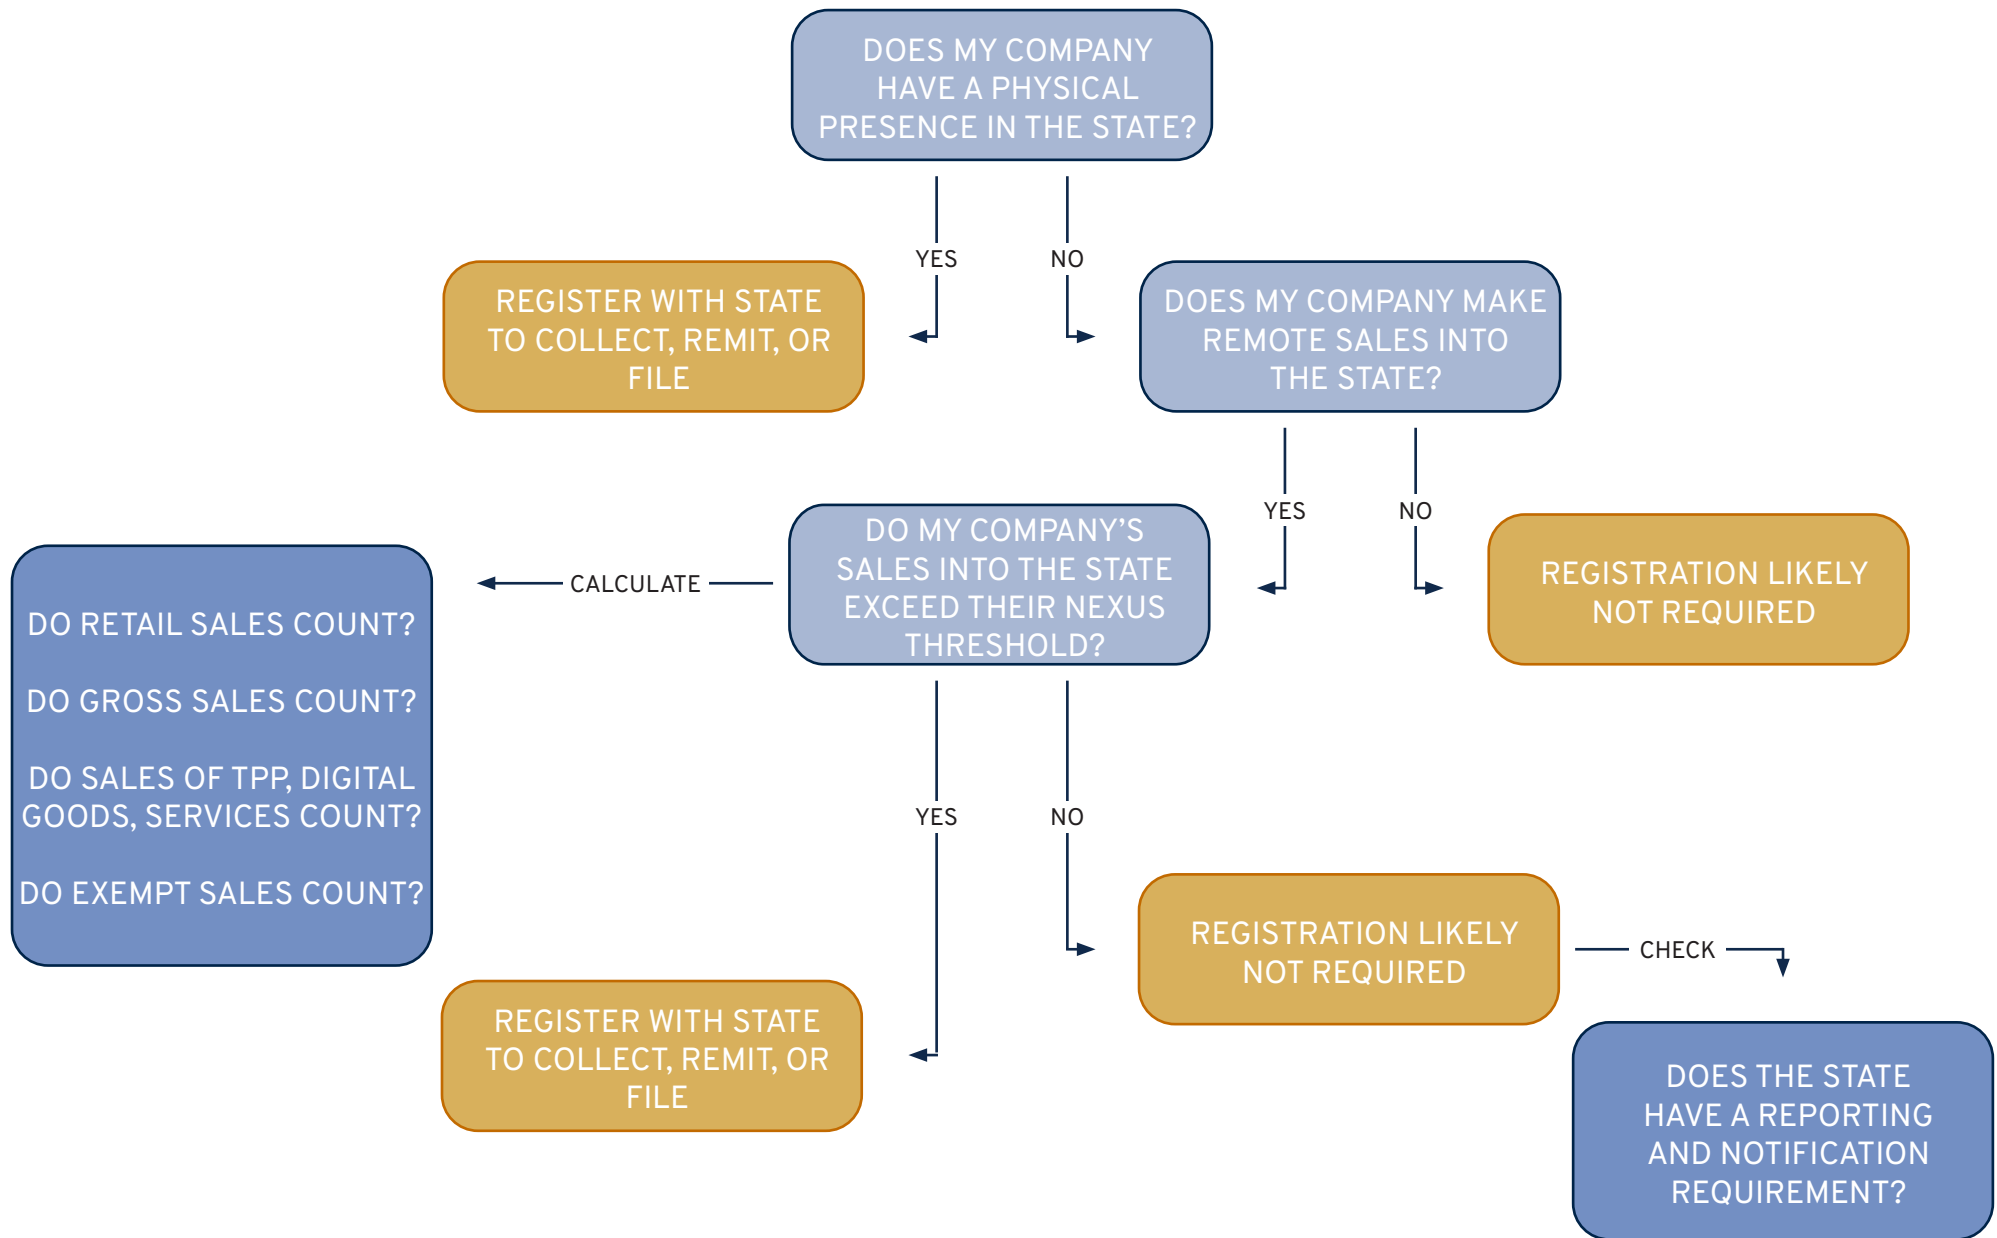 DOES MY COMPANY
HAVE A PHYSICAL
PRESENCE IN THE STATE?
YES
NO
REGISTER WITH STATE
TO COLLECT, REMIT, OR
FILE
DOES MY COMPANY MAKE
REMOTE SALES INTO
THE STATE?
YES
NO
DO MY COMPANY’S
SALES INTO THE STATE
EXCEED THEIR NEXUS
THRESHOLD?
REGISTRATION LIKELY
NOT REQUIRED
CALCULATE
DO RETAIL SALES COUNT?
DO GROSS SALES COUNT?
DO SALES OF TPP, DIGITAL
GOODS, SERVICES COUNT?
DO EXEMPT SALES COUNT?
YES
NO
REGISTER WITH STATE
TO COLLECT, REMIT, OR
FILE
REGISTRATION LIKELY
NOT REQUIRED
CHECK
DOES THE STATE
HAVE A REPORTING
AND NOTIFICATION
REQUIREMENT?